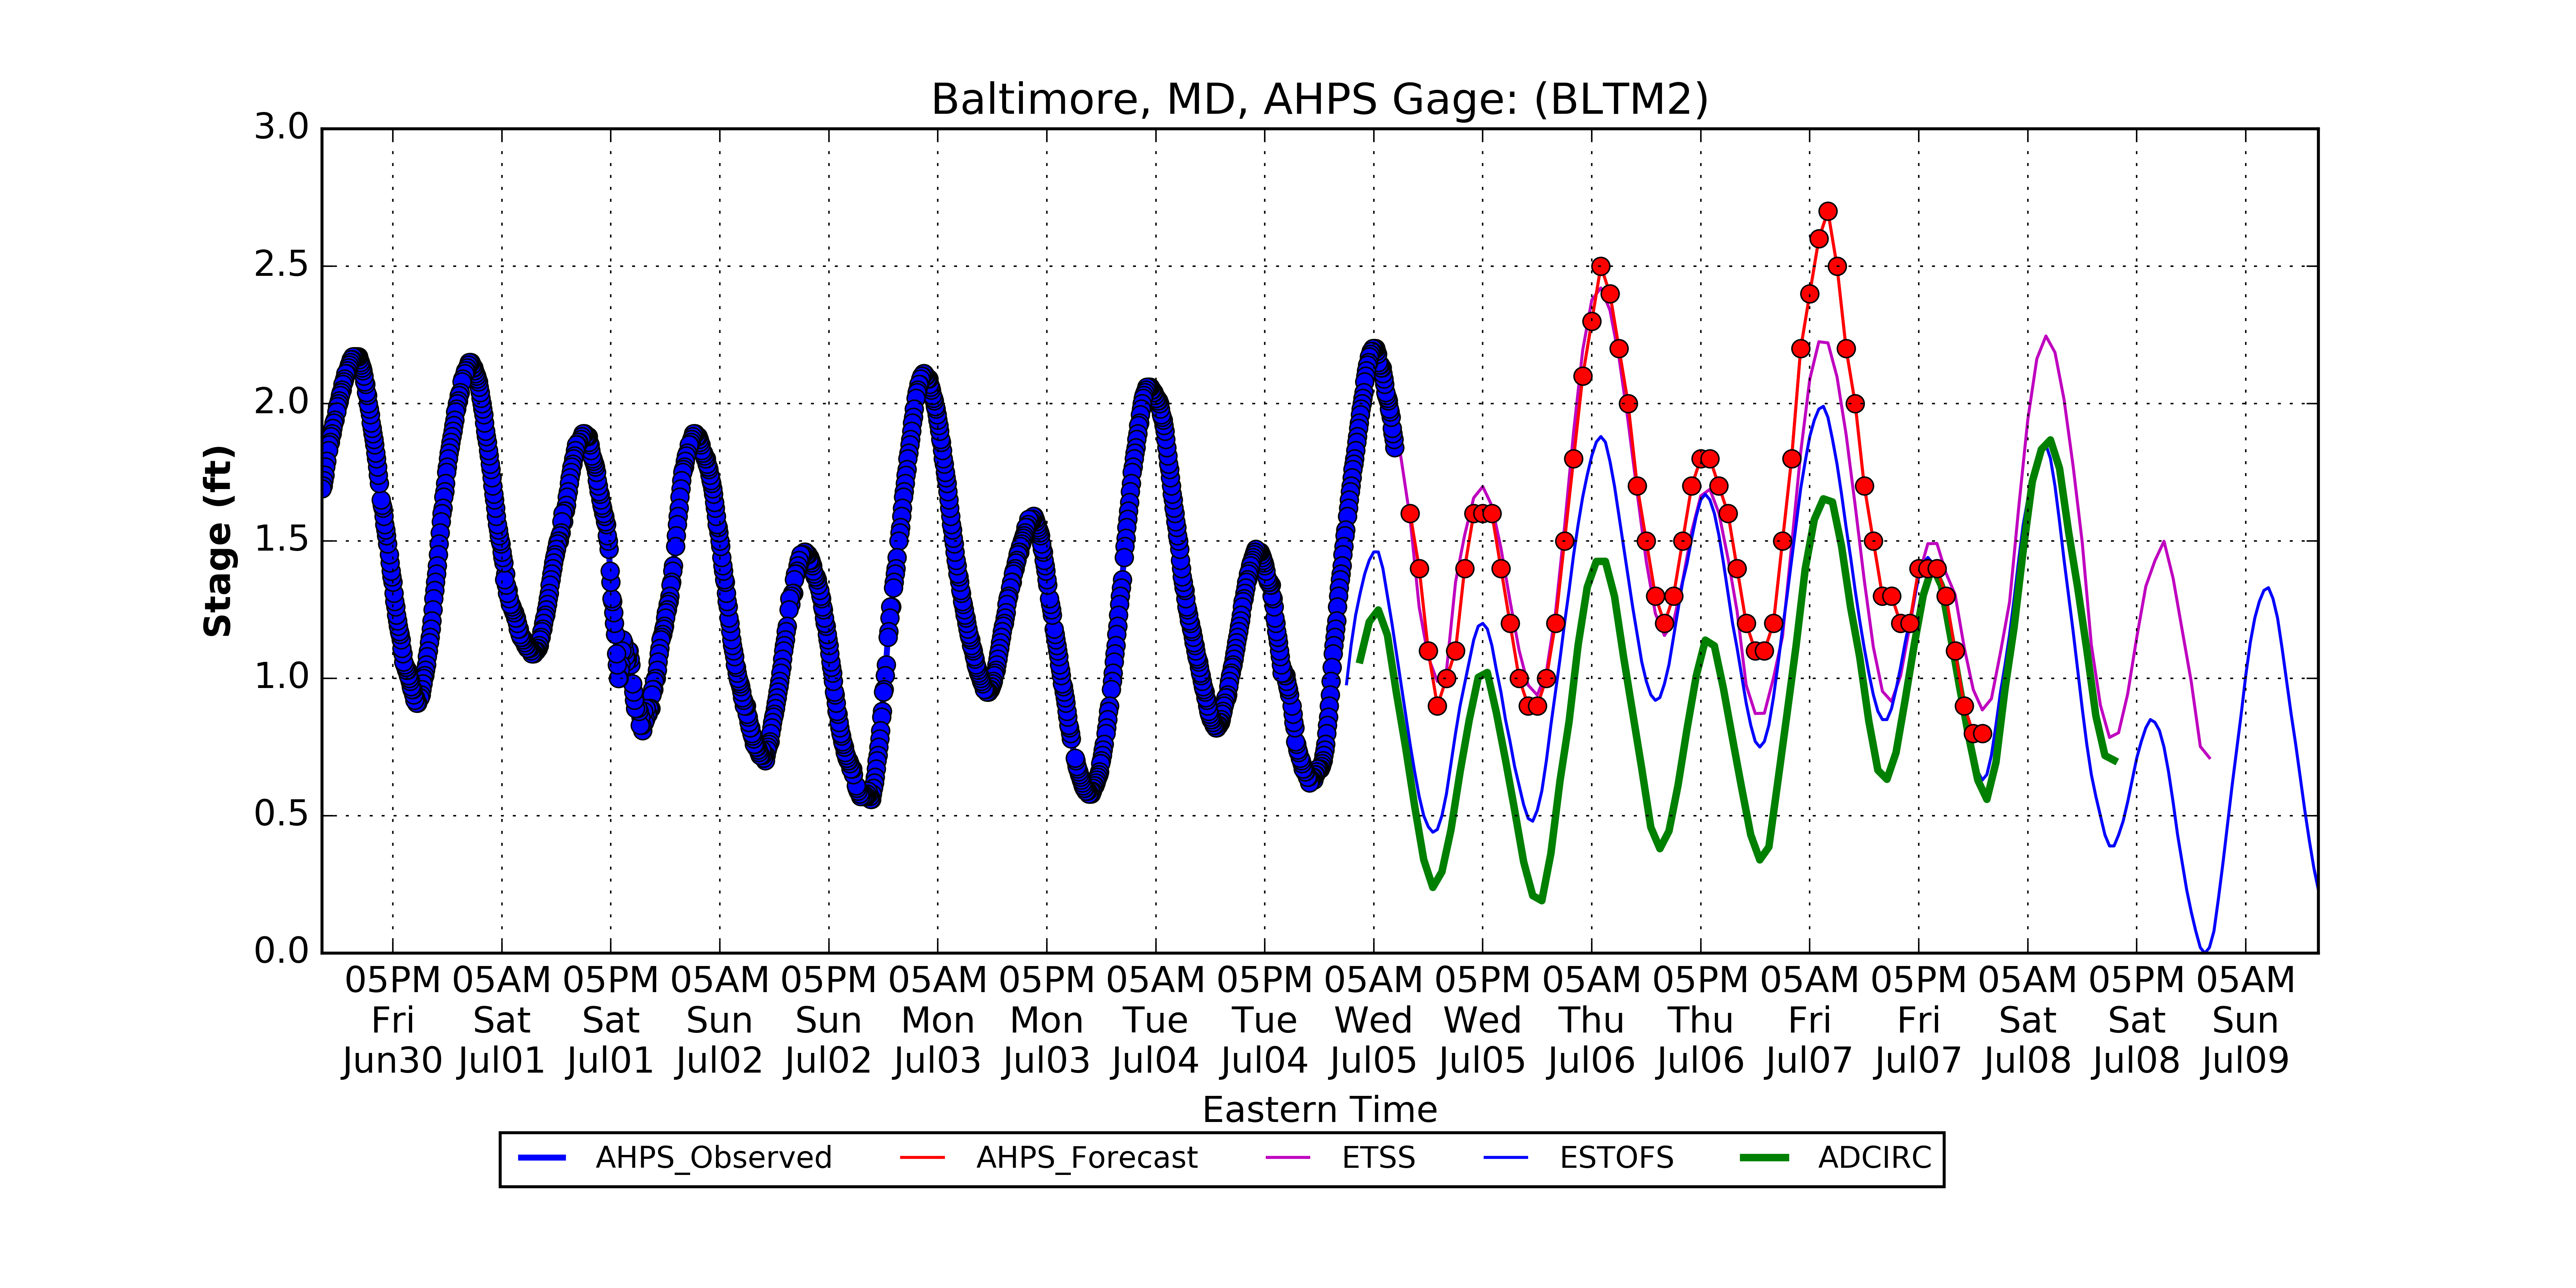 Baltimore, MD, AHPS Gage: (BLTM2)
3.0
2.5
2.0
1.5
1.0
0.5
0.0
Stage (ft)
05PM 05AM 05PM 05AM 05PM 05AM 05PM 05AM 05PM 05AM 05PM 05AM 05PM 05AM 05PM 05AM 05PM 05AM
Fri Sat Sat Sun Sun Mon Mon Tue Tue Wed Wed Thu Thu Fri Fri Sat Sat Sun
Jun30 Jul01 Jul01 Jul02 Jul02 Jul03 Jul03 Jul04 Jul04 Jul05 Jul05 Jul06 Jul06 Jul07 Jul07 Jul08 Jul08 Jul09
Eastern Time
AHPS_Observed AHPS_Forecast ETSS ESTOFS ADCIRC